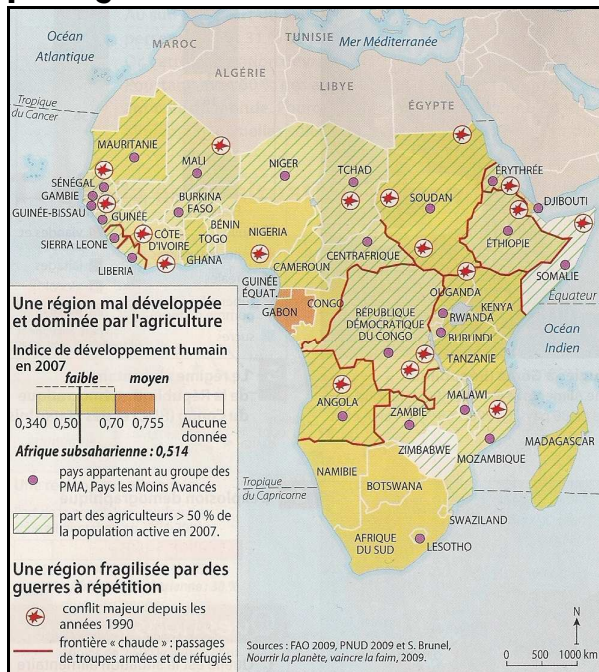 Océan
Atlantique
MAROC
TUNISIE
Mer Méditerranée
ALGÉRIE
LIBYE
ÉGYPTE
Tropique
du Cancer
MAURITANIE
MALI
NIGER
TCHAD
SOUDAN
ÉRYTHRÉE
DJIBOUTI
SÉNÉGAL
GAMBIE
GUINÉE-BISSAU
GUINÉE
SIERRA LEONE
LIBERIA
BURKINA
FASO
CÔTE
D'IVOIRE
GHANA
TOGO
BÉNIN
NIGERIA
CAMEROUN
CENTRAFRIQUE
ÉTHIOPIE
SOMALIE
Équateur
GUINÉE
ÉQUAT.
GABON
CONGO
RÉPUBLIQUE
DÉMOCRATIQUE
DU CONGO
OUGANDA
KENYA
RWANDA
BURUNDI
TANZANIE
Océan
Indien
ANGOLA
ZAMBIE
MALAWI
ZIMBABWE
MOZAMBIQUE
MADAGASCAR
NAMIBIE
BOTSWANA
Tropique
du Capricorne
SWAZILAND
AFRIQUE
DU SUD
LESOTHO
Une région mal développée
et dominée par l'agriculture
Indice de développement humain
en 2007
faible moyen
0,340 0,50 0,70 0,755
Aucune
donnée
Afrique subsaharienne : 0,514
pays appartenant au groupe des
PMA, Pays les Moins Avancés
part des agriculteurs > 50 % de
la population active en 2007.
Une région fragilisée par des
guerres à répétition
conflit majeur depuis les
années 1990
frontière « chaude » : passages
de troupes armées et de réfugiés
Sources : FAO 2009, PNUD 2009 et S. Brunel,
Nourrir la planète, vaincre la faim, 2009.
N
0 500 1000 km